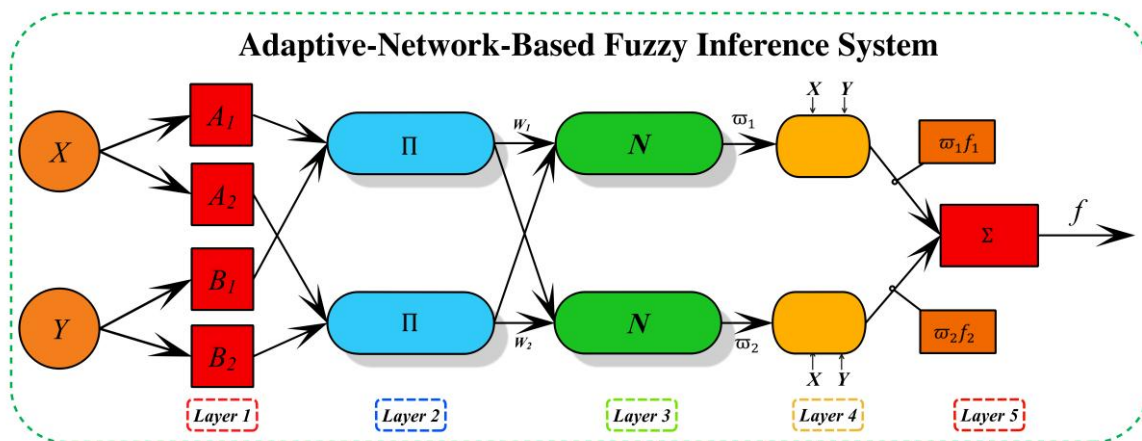 Adaptive-Network-Based Fuzzy Inference System
X
Y
A₁
A₂
B₁
B₂
Π
Π
W₁
W₂
N
N
ϖ₁
ϖ₂
X Y
X Y
ϖ₁f₁
ϖ₂f₂
Σ
f
Layer 1
Layer 2
Layer 3
Layer 4
Layer 5